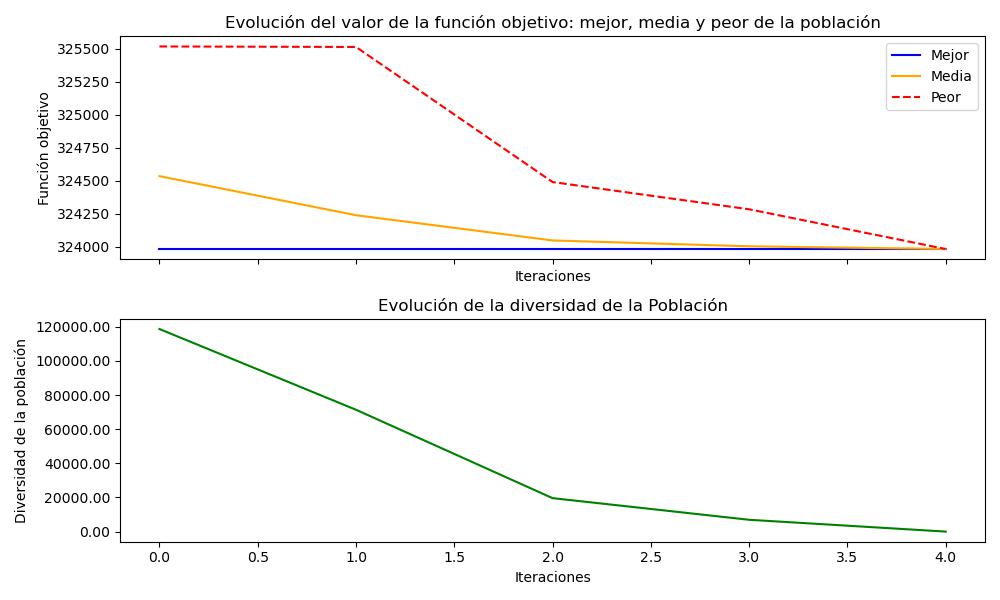 Evolución del valor de la función objetivo: mejor, media y peor de la población
325500
325250
325000
324750
324500
324250
324000
Función objetivo
Mejor
Media
Peor
Iteraciones
Evolución de la diversidad de la Población
120000.00
100000.00
80000.00
60000.00
40000.00
20000.00
0.00
Diversidad de la población
0.0 0.5 1.0 1.5 2.0 2.5 3.0 3.5 4.0
Iteraciones